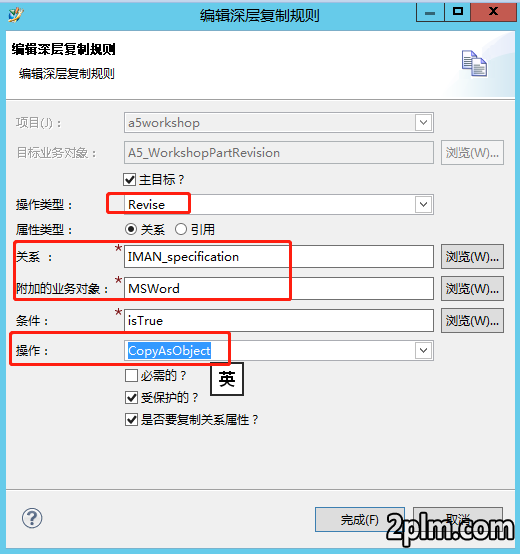 编辑深层复制规则
编辑深层复制规则
编辑深层复制规则
项目(J)： a5workshop
目标业务对象： A5_WorkshopPartRevision 浏览(W)...
主目标？
操作类型： Revise
属性类型： 关系 引用
关系 ： * IMAN_specification 浏览(W)...
附加的业务对象： * MSWord 浏览(W)...
条件： * isTrue 浏览(W)...
操作： CopyAsObject
必需的？
英
受保护的？
是否要复制关系属性？
完成(F) 取消
2plm.com